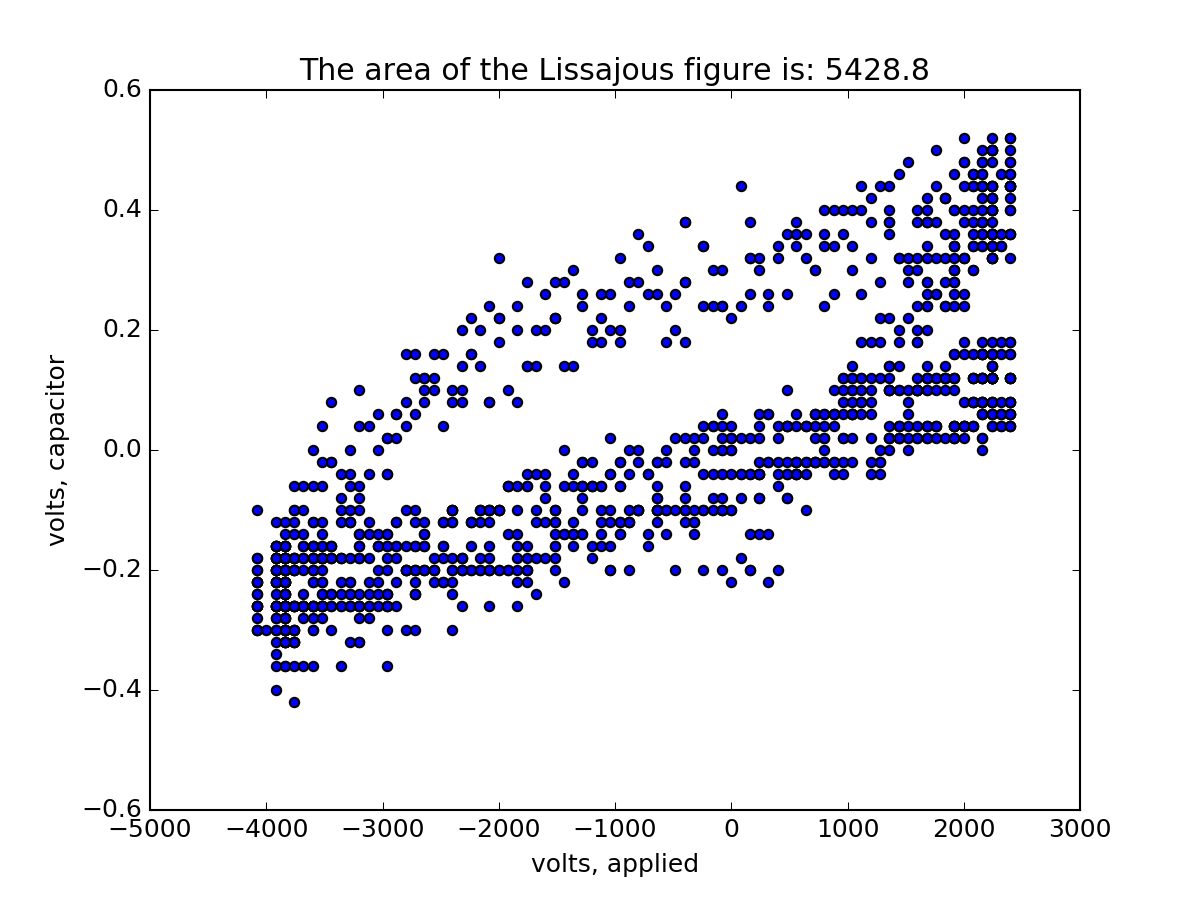 The area of the Lissajous figure is: 5428.8
0.6
0.4
0.2
0.0
−0.2
−0.4
−0.6
volts, capacitor
−5000 −4000 −3000 −2000 −1000 0 1000 2000 3000
volts, applied